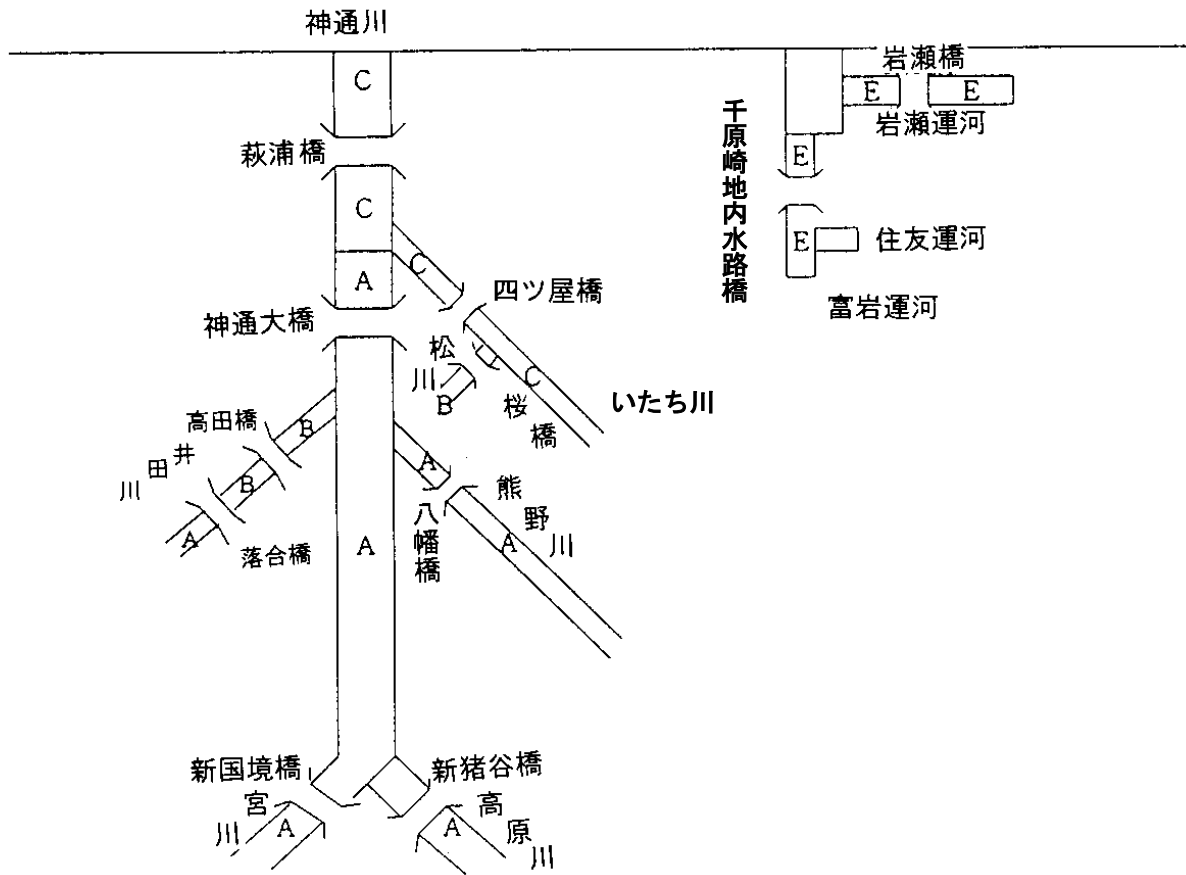 神通川
C
萩浦橋
C
A
C
神通大橋
四ツ屋橋
松川
B
桜橋
C
いたち川
高田橋
B
井田川
B
A
落合橋
A
八幡橋
A
熊野川
A
新国境橋
宮川
A
新猪谷橋
高原川
A
岩瀬橋
E
E
岩瀬運河
千原崎地内水路橋
E
E
住友運河
富岩運河